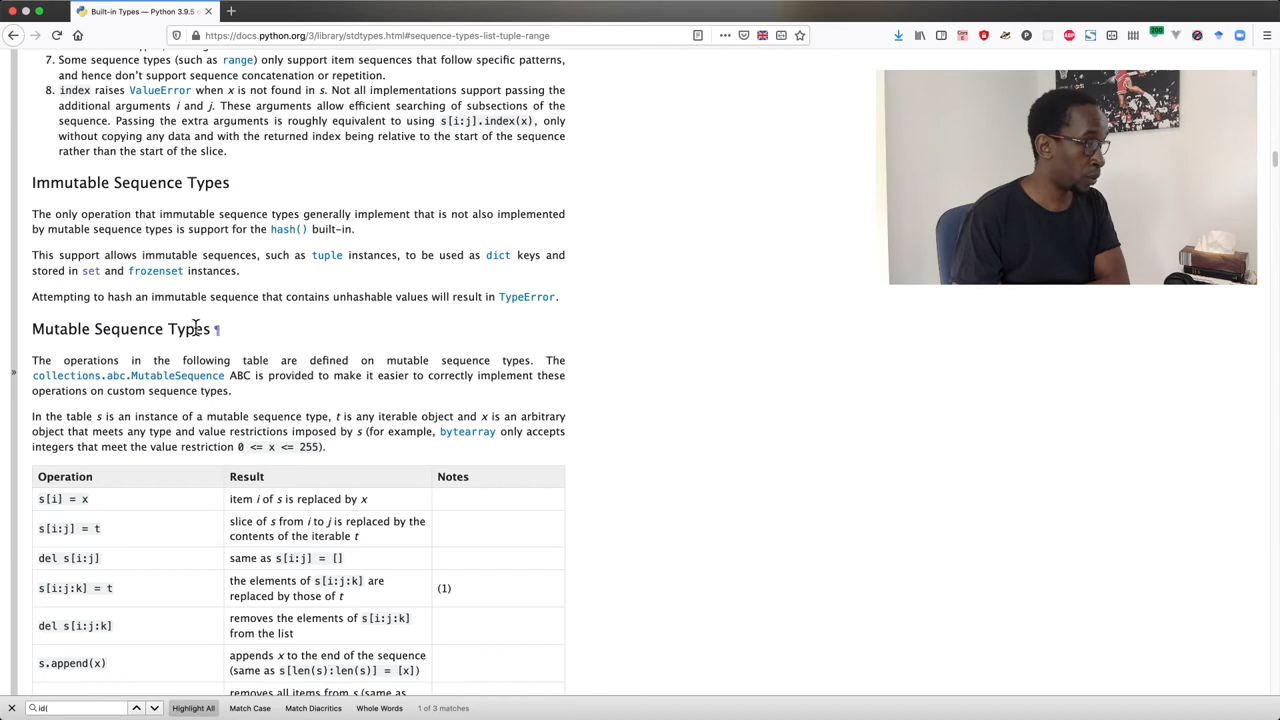 Built-in Types — Python 3.9.5
https://docs.python.org/3/library/stdtypes.html#sequence-types-list-tuple-range
200
7. Some sequence types (such as range) only support item sequences that follow specific patterns,
and hence don't support sequence concatenation or repetition.
8. index raises ValueError when x is not found in s. Not all implementations support passing the
additional arguments i and j. These arguments allow efficient searching of subsections of the
sequence. Passing the extra arguments is roughly equivalent to using s[i:j].index(x), only
without copying any data and with the returned index being relative to the start of the sequence
rather than the start of the slice.
Immutable Sequence Types
The only operation that immutable sequence types generally implement that is not also implemented
by mutable sequence types is support for the hash() built-in.
This support allows immutable sequences, such as tuple instances, to be used as dict keys and
stored in set and frozenset instances.
Attempting to hash an immutable sequence that contains unhashable values will result in TypeError.
Mutable Sequence Types ¶
The operations in the following table are defined on mutable sequence types. The
collections.abc.MutableSequence ABC is provided to make it easier to correctly implement these
operations on custom sequence types.
In the table s is an instance of a mutable sequence type, t is any iterable object and x is an arbitrary
object that meets any type and value restrictions imposed by s (for example, bytearray only accepts
integers that meet the value restriction 0 <= x <= 255).
Operation Result Notes
s[i] = x item i of s is replaced by x
s[i:j] = t slice of s from i to j is replaced by the
contents of the iterable t
del s[i:j] same as s[i:j] = []
s[i:j:k] = t the elements of s[i:j:k] are
replaced by those of t (1)
del s[i:j:k] removes the elements of s[i:j:k]
from the list
s.append(x) appends x to the end of the sequence
(same as s[len(s):len(s)] = [x])
removes all items from s (same as
id( Highlight All Match Case Match Diacritics Whole Words 1 of 3 matches